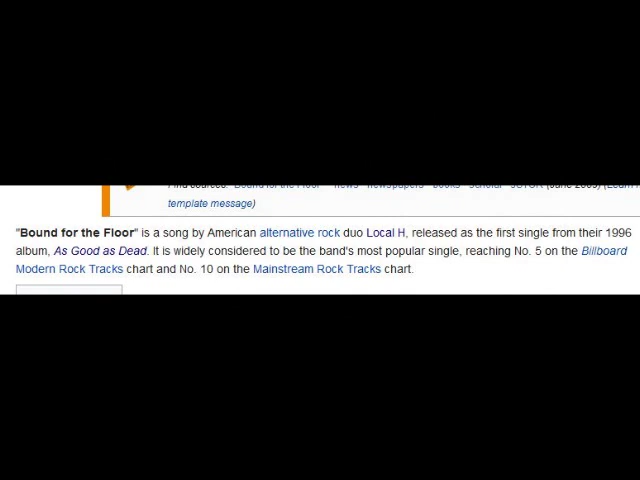 template message)
"Bound for the Floor" is a song by American alternative rock duo Local H, released as the first single from their 1996
album, As Good as Dead. It is widely considered to be the band's most popular single, reaching No. 5 on the Billboard
Modern Rock Tracks chart and No. 10 on the Mainstream Rock Tracks chart.